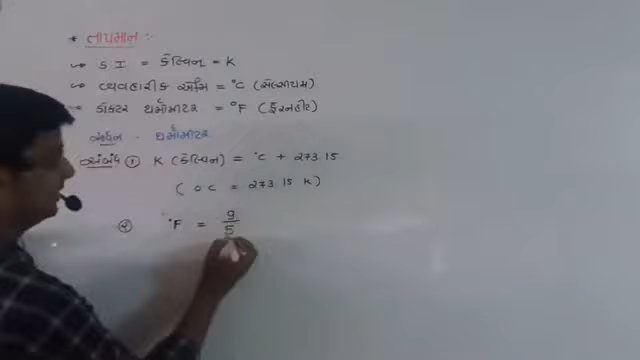 * તાપમાન :-
→ S.I = કેલ્વિન = K
→ વ્યવહારીક એકમ = °C (સેલ્સીયસ)
→ ડોક્ટર થર્મોમીટર = °F (ફેરનહીટ)
સાધન - થર્મોમીટર
સંબંધ ① K (કેલ્વિન) = °C + 273.15
( 0 C = 273.15 K )
② °F = 9/5